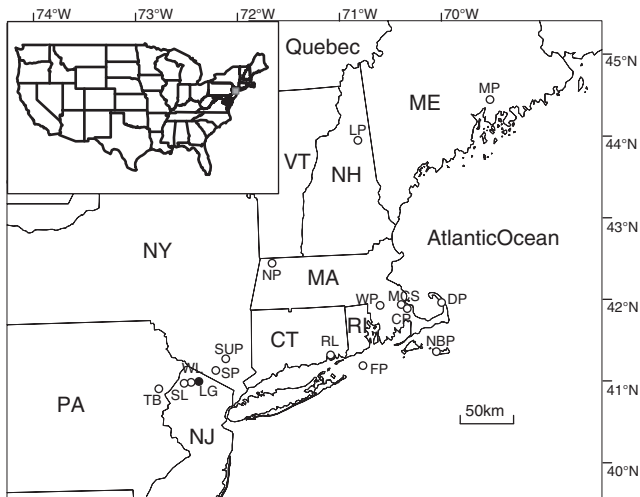 74°W 73°W 72°W 71°W 70°W
Quebec
45°N
ME
MP
LP
44°N
VT
NH
43°N
NY
AtlanticOcean
NP
MA
WP
MCS
DP
42°N
CP
CT
RI
RL
NBP
SUP
FP
SP
WL
TB
SL
LG
41°N
PA
50km
NJ
40°N